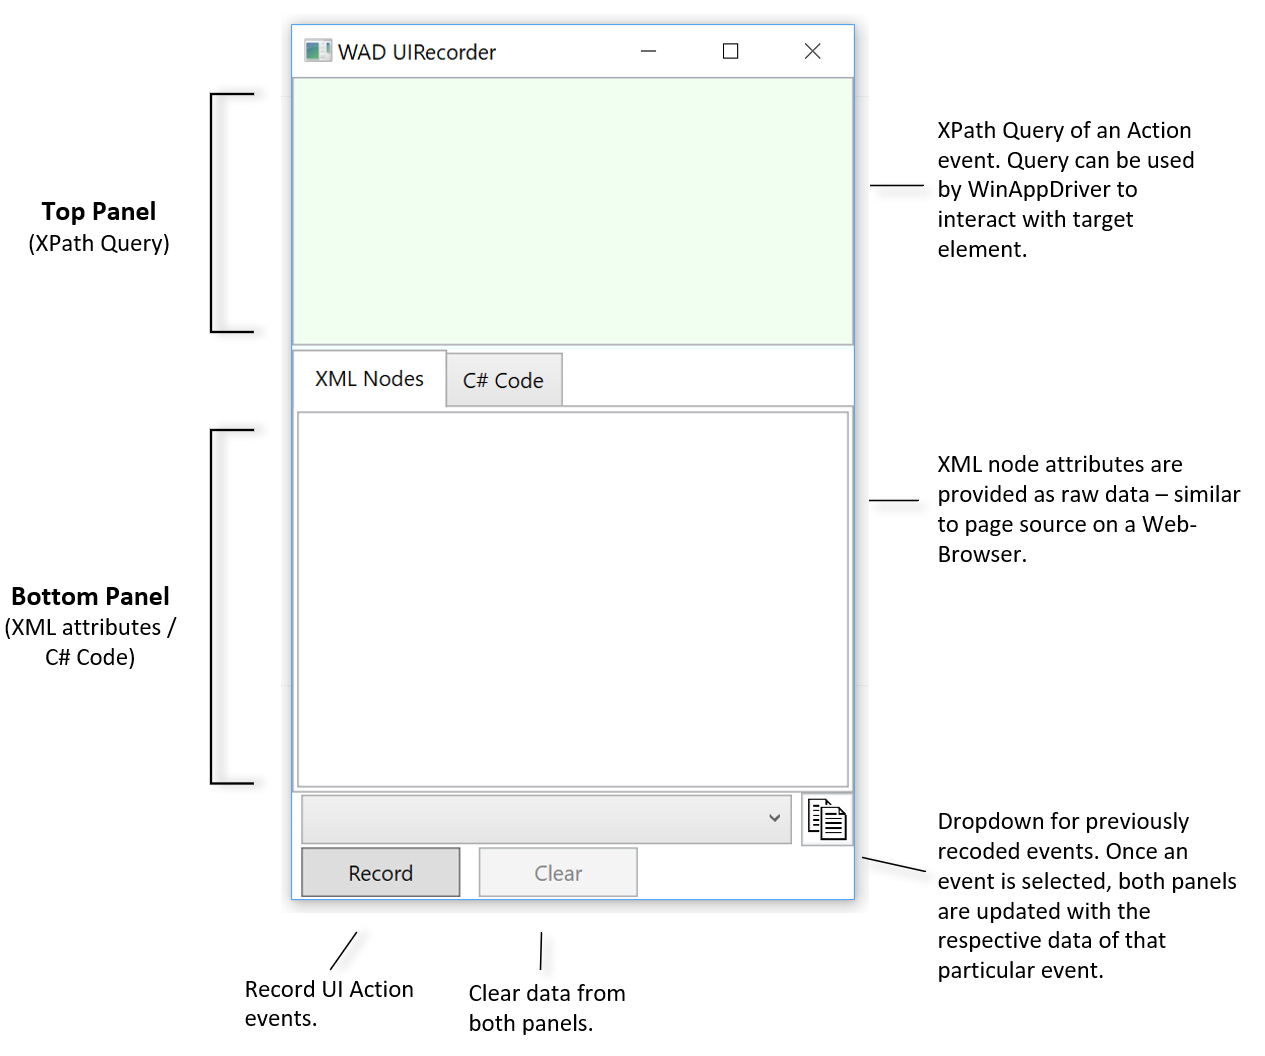 WAD UIRecorder
Top Panel
(XPath Query)
XPath Query of an Action
event. Query can be used
by WinAppDriver to
interact with target
element.
XML Nodes
C# Code
Bottom Panel
(XML attributes /
C# Code)
XML node attributes are
provided as raw data – similar
to page source on a Web-
Browser.
Dropdown for previously
recoded events. Once an
event is selected, both panels
are updated with the
respective data of that
particular event.
Record
Clear
Record UI Action
events.
Clear data from
both panels.